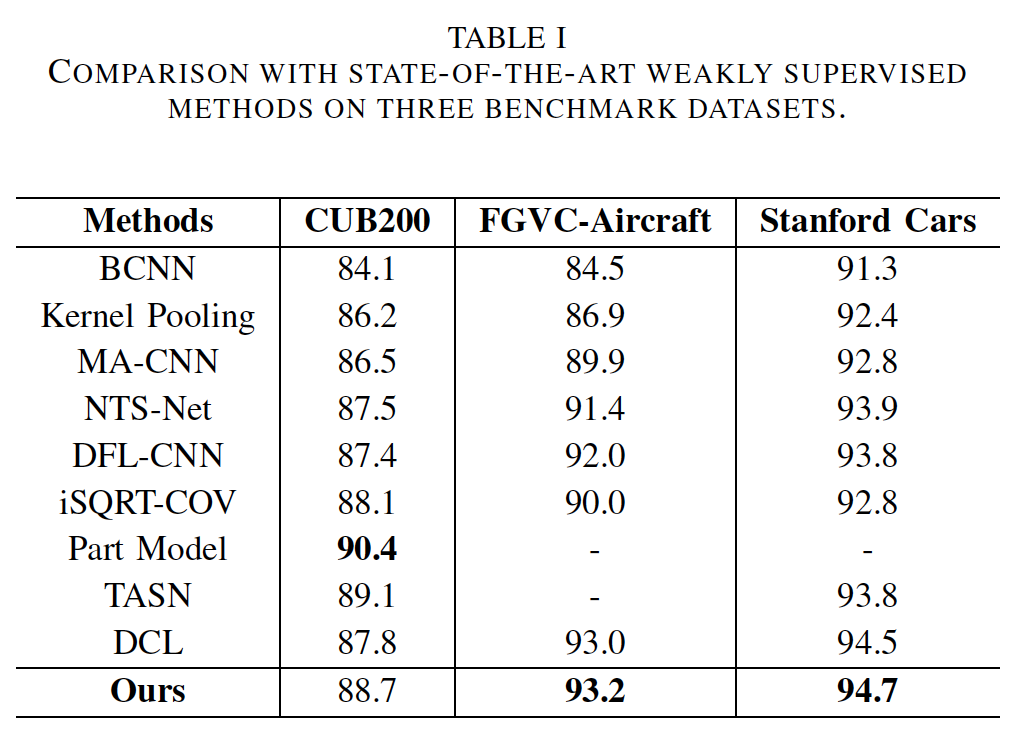 TABLE I
COMPARISON WITH STATE-OF-THE-ART WEAKLY SUPERVISED
METHODS ON THREE BENCHMARK DATASETS.
Methods CUB200 FGVC-Aircraft Stanford Cars
BCNN 84.1 84.5 91.3
Kernel Pooling 86.2 86.9 92.4
MA-CNN 86.5 89.9 92.8
NTS-Net 87.5 91.4 93.9
DFL-CNN 87.4 92.0 93.8
iSQRT-COV 88.1 90.0 92.8
Part Model 90.4 - -
TASN 89.1 - 93.8
DCL 87.8 93.0 94.5
Ours 88.7 93.2 94.7